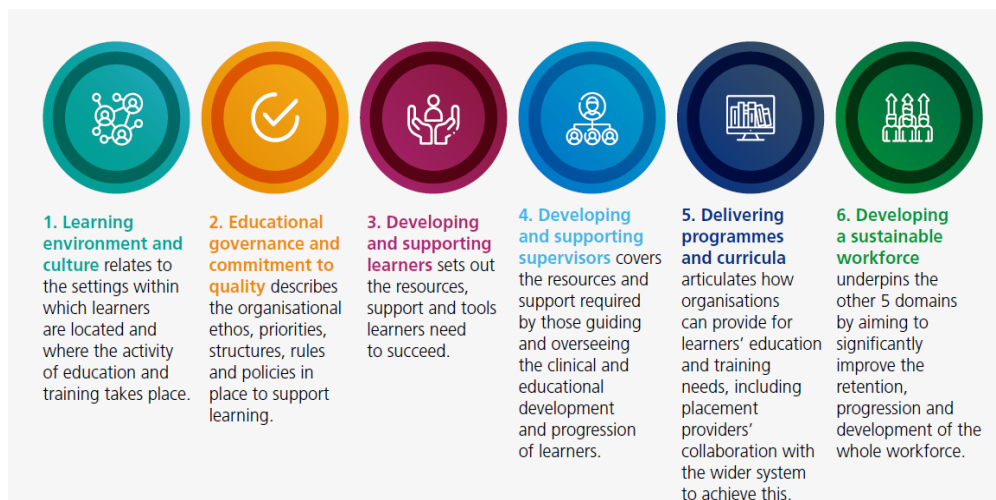 1. Learning
environment and
culture relates to
the settings within
which learners
are located and
where the activity
of education and
training takes place.
2. Educational
governance and
commitment to
quality describes
the organisational
ethos, priorities,
structures, rules
and policies in
place to support
learning.
3. Developing
and supporting
learners sets out
the resources,
support and tools
learners need
to succeed.
4. Developing
and supporting
supervisors covers
the resources and
support required
by those guiding
and overseeing
the clinical and
educational
development
and progression
of learners.
5. Delivering
programmes
and curricula
articulates how
organisations
can provide for
learners’ education
and training
needs, including
placement
providers’
collaboration with
the wider system
to achieve this.
6. Developing
a sustainable
workforce
underpins the
other 5 domains
by aiming to
significantly
improve the
retention,
progression and
development of the
whole workforce.